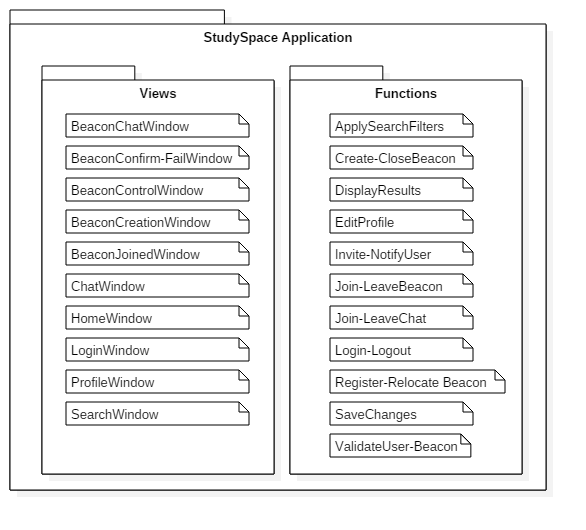 StudySpace Application
Views
BeaconChatWindow
BeaconConfirm-FailWindow
BeaconControlWindow
BeaconCreationWindow
BeaconJoinedWindow
ChatWindow
HomeWindow
LoginWindow
ProfileWindow
SearchWindow
Functions
ApplySearchFilters
Create-CloseBeacon
DisplayResults
EditProfile
Invite-NotifyUser
Join-LeaveBeacon
Join-LeaveChat
Login-Logout
Register-Relocate Beacon
SaveChanges
ValidateUser-Beacon